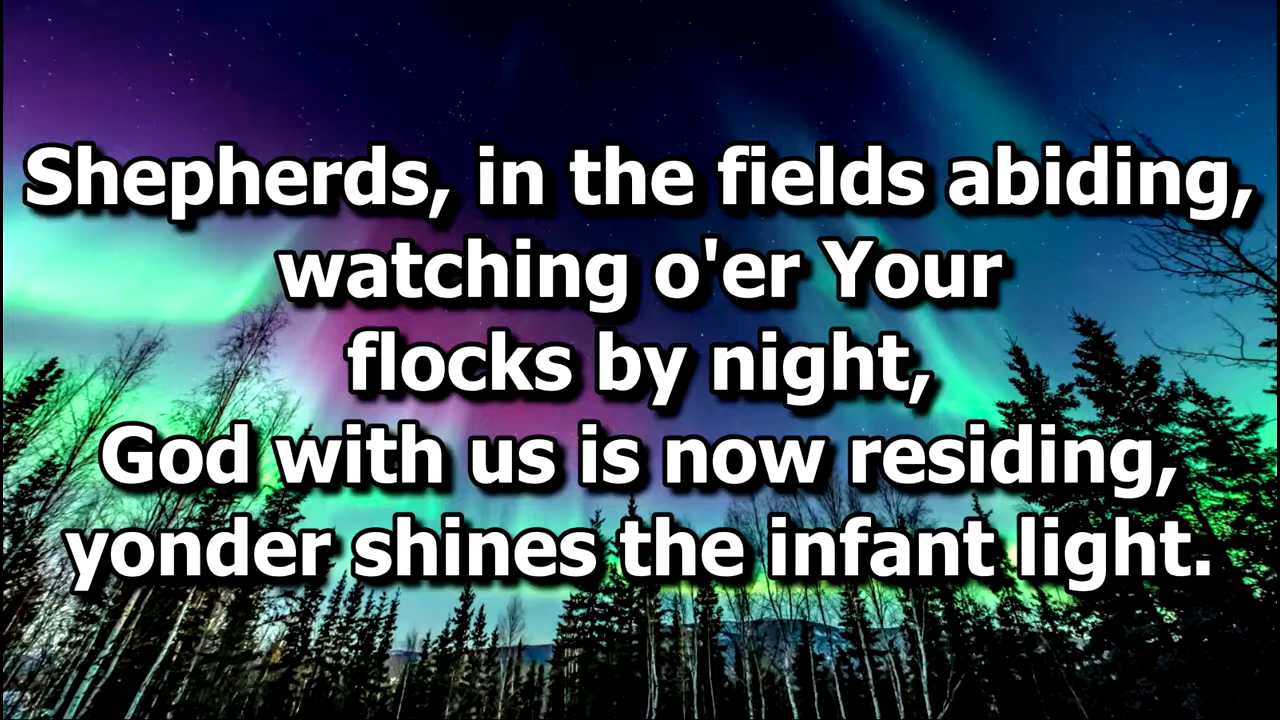 Shepherds, in the fields abiding,
watching o'er Your
flocks by night,
God with us is now residing,
yonder shines the infant light.